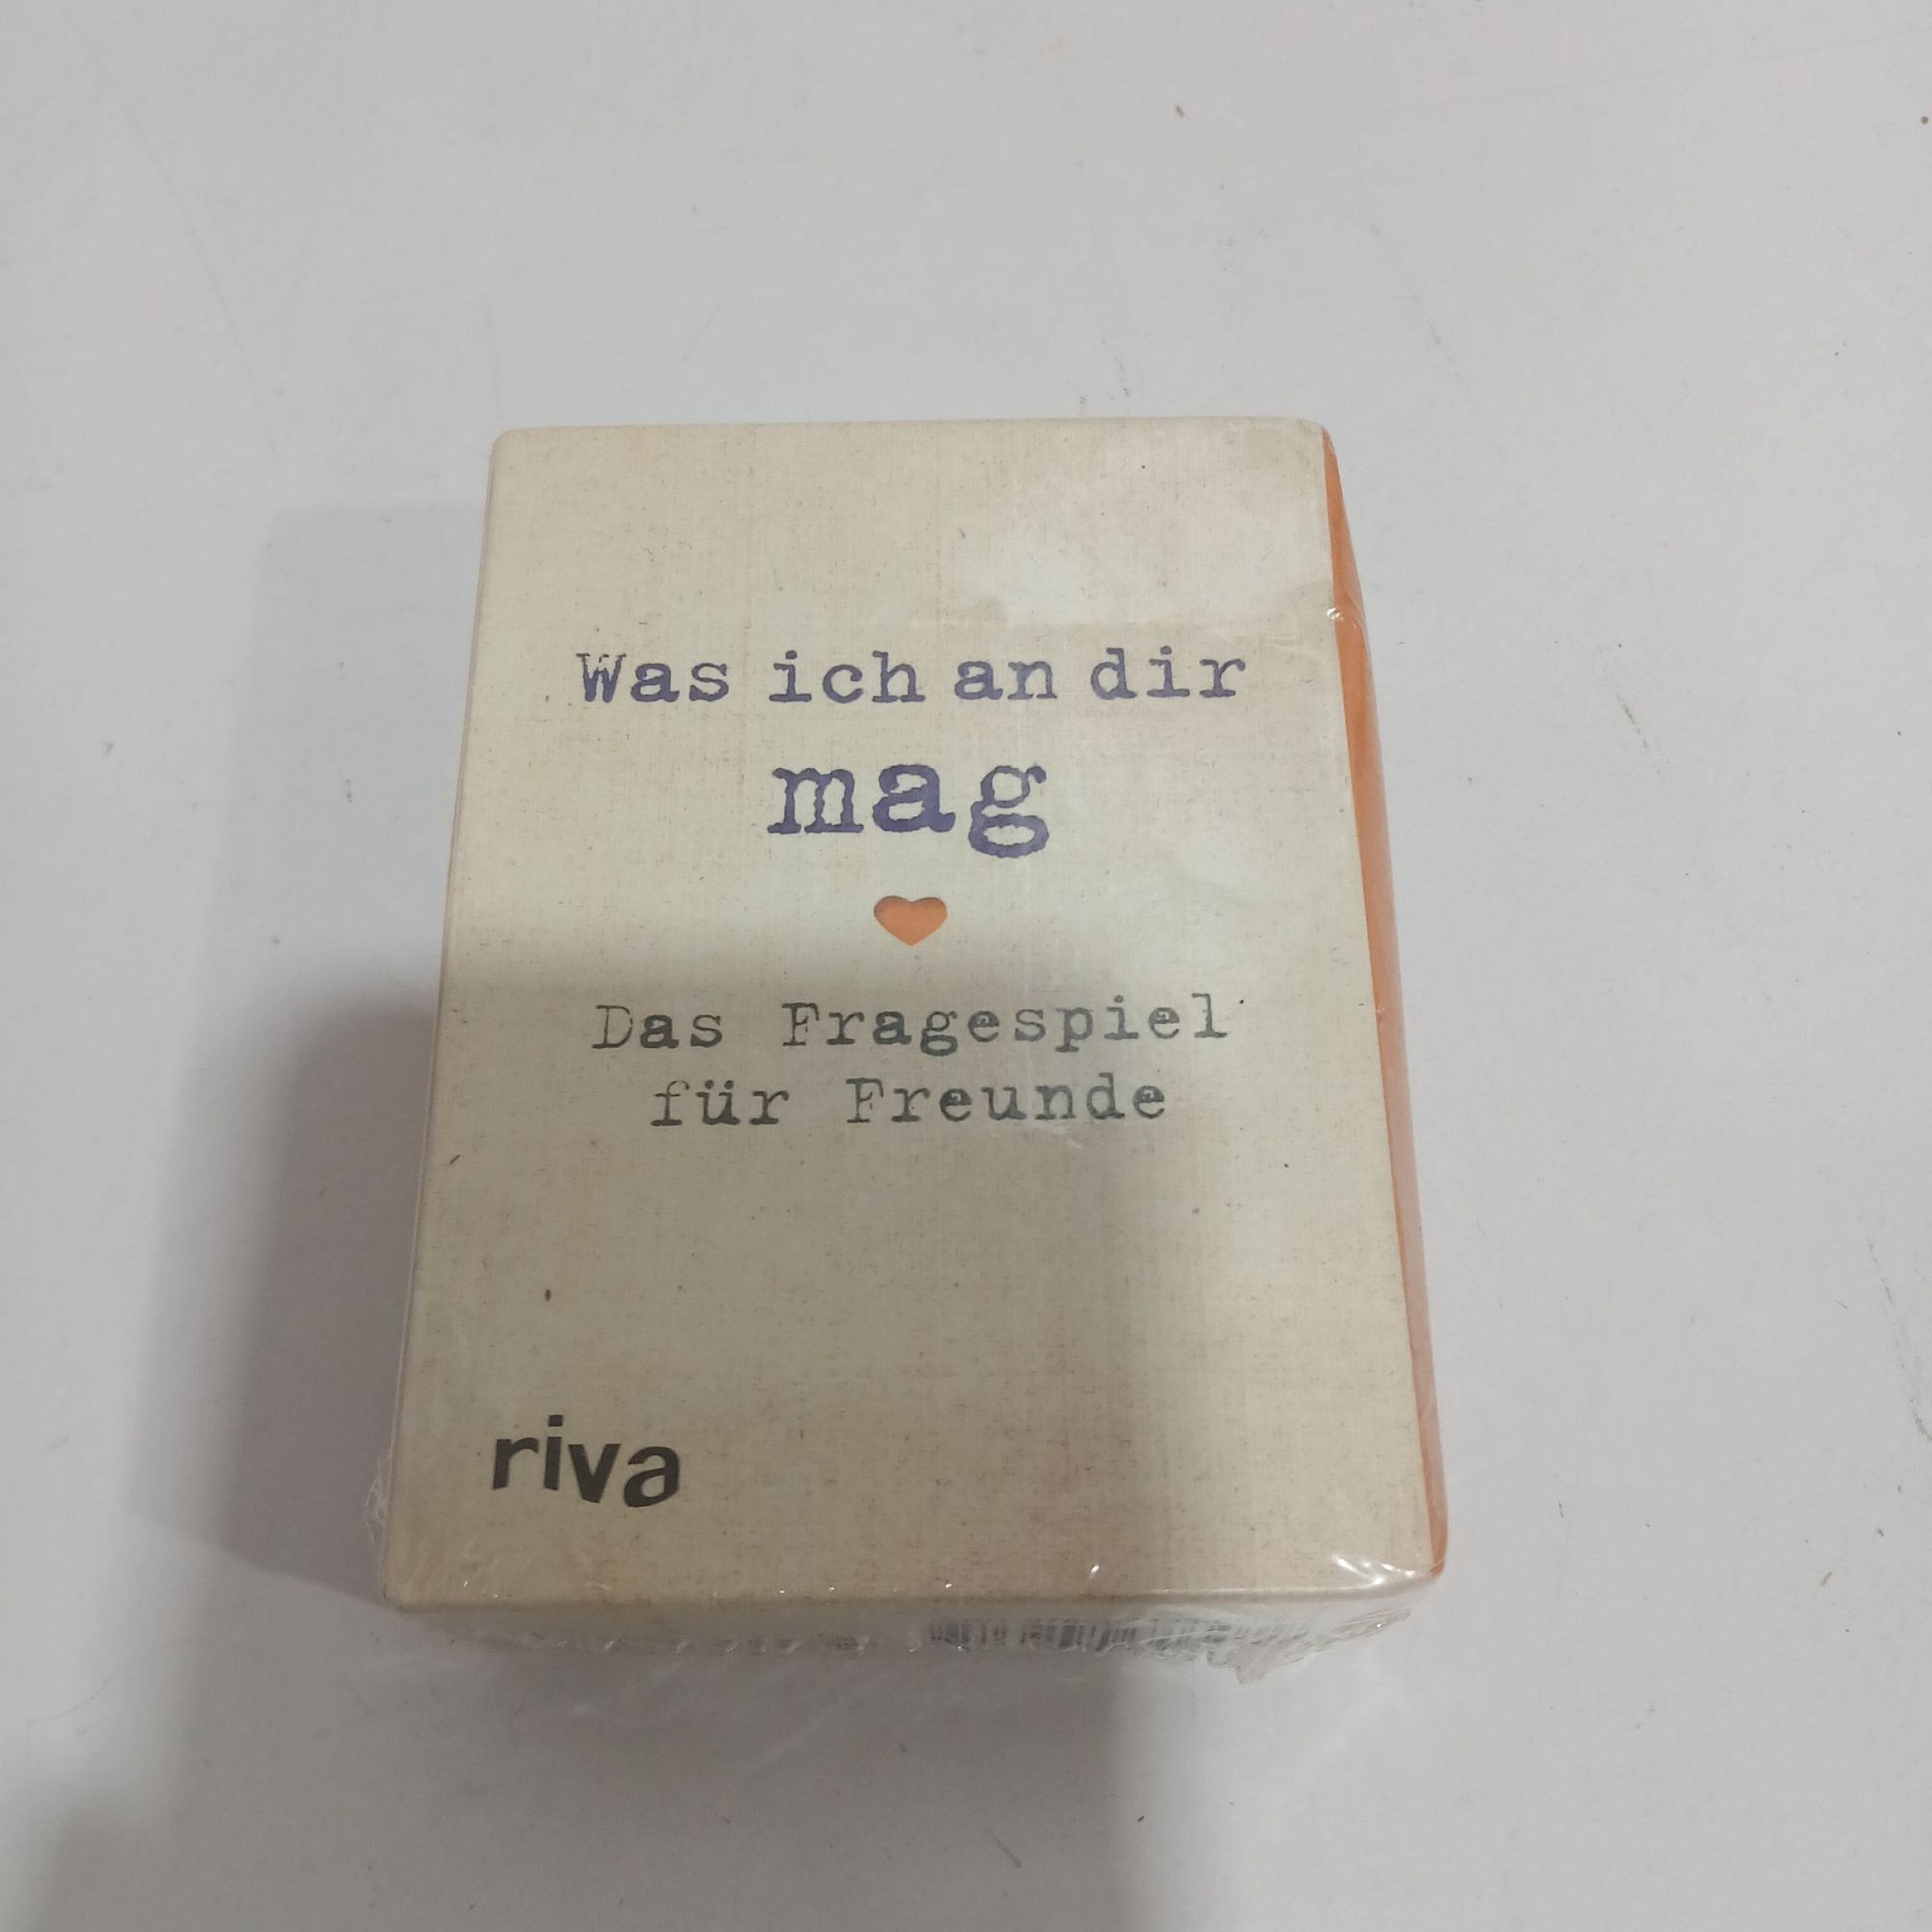 Was ich an dir
mag
Das Fragespiel
für Freunde
riva